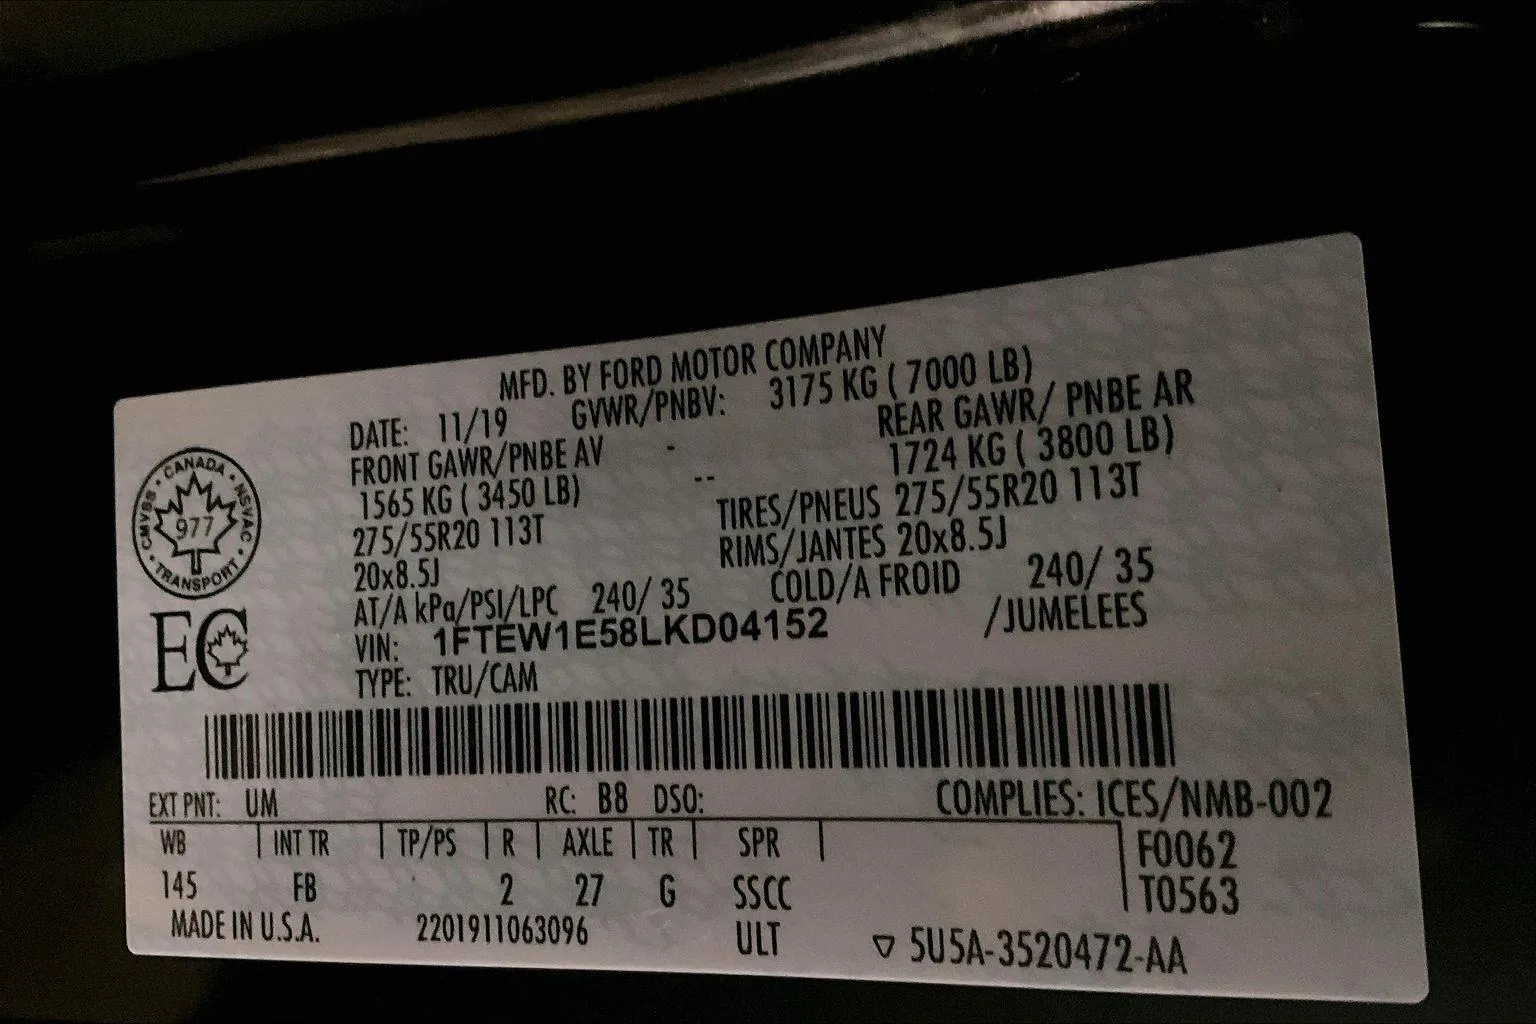 MFD. BY FORD MOTOR COMPANY
DATE: 11/19 GVWR/PNBV: 3175 KG ( 7000 LB)
FRONT GAWR/PNBE AV - REAR GAWR/ PNBE AR
1565 KG ( 3450 LB) -- 1724 KG ( 3800 LB)
275/55R20 113T TIRES/PNEUS 275/55R20 113T
20x8.5J RIMS/JANTES 20x8.5J
AT/A kPa/PSI/LPC 240/ 35 COLD/A FROID 240/ 35
VIN: 1FTEW1E58LKD04152 /JUMELEES
TYPE: TRU/CAM
CANADA • NSVAC • TRANSPORT • CMVSS •
977
EC
EXT PNT: UM RC: B8 DSO: COMPLIES: ICES/NMB-002
WB | INT TR | TP/PS | R | AXLE | TR | SPR | F0062
145 FB 2 27 G SSCC T0563
MADE IN U.S.A. 2201911063096 ULT ▽ 5U5A-3520472-AA